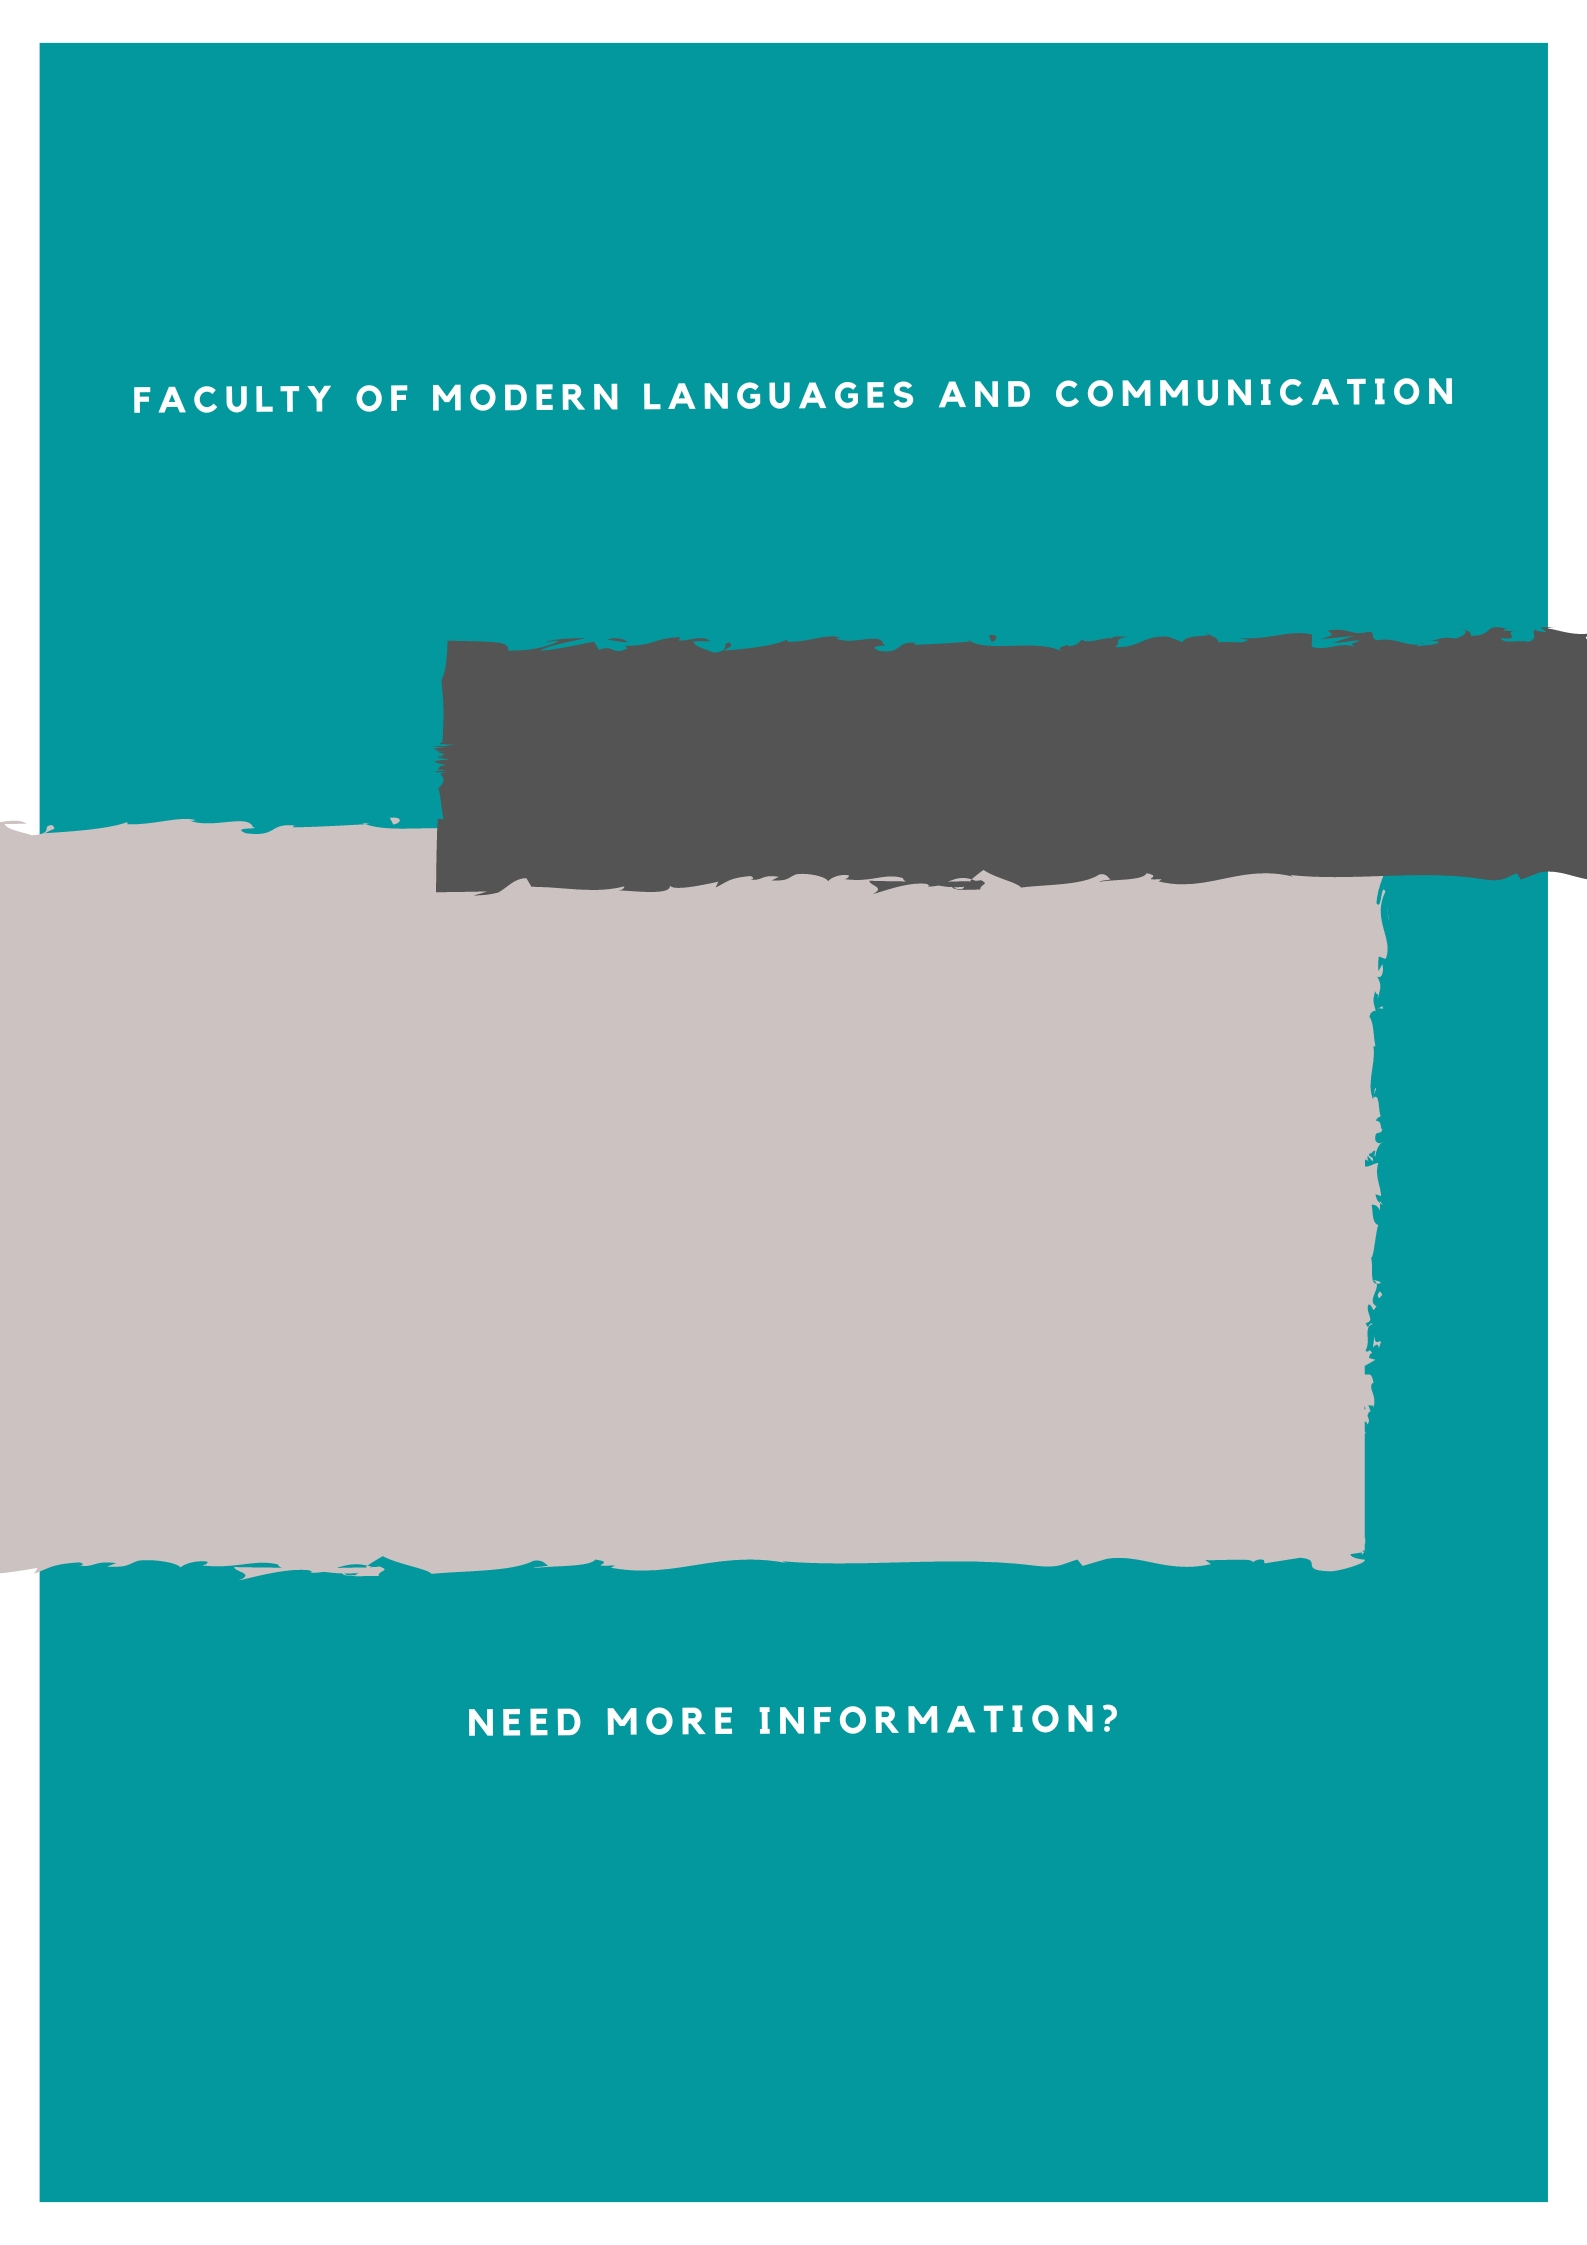 FACULTY OF MODERN LANGUAGES AND COMMUNICATION
NEED MORE INFORMATION?